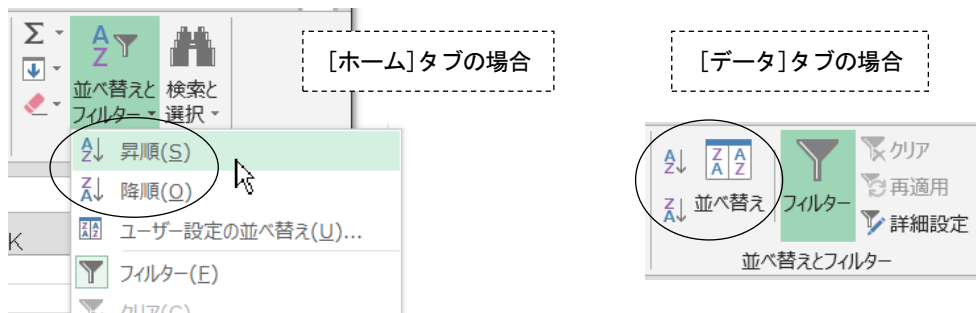 [ホーム]タブの場合
並べ替えと
フィルター
検索と
選択
昇順(S)
降順(O)
ユーザー設定の並べ替え(U)...
フィルター(F)
クリア(C)
K
[データ]タブの場合
並べ替え
フィルター
クリア
再適用
詳細設定
並べ替えとフィルター